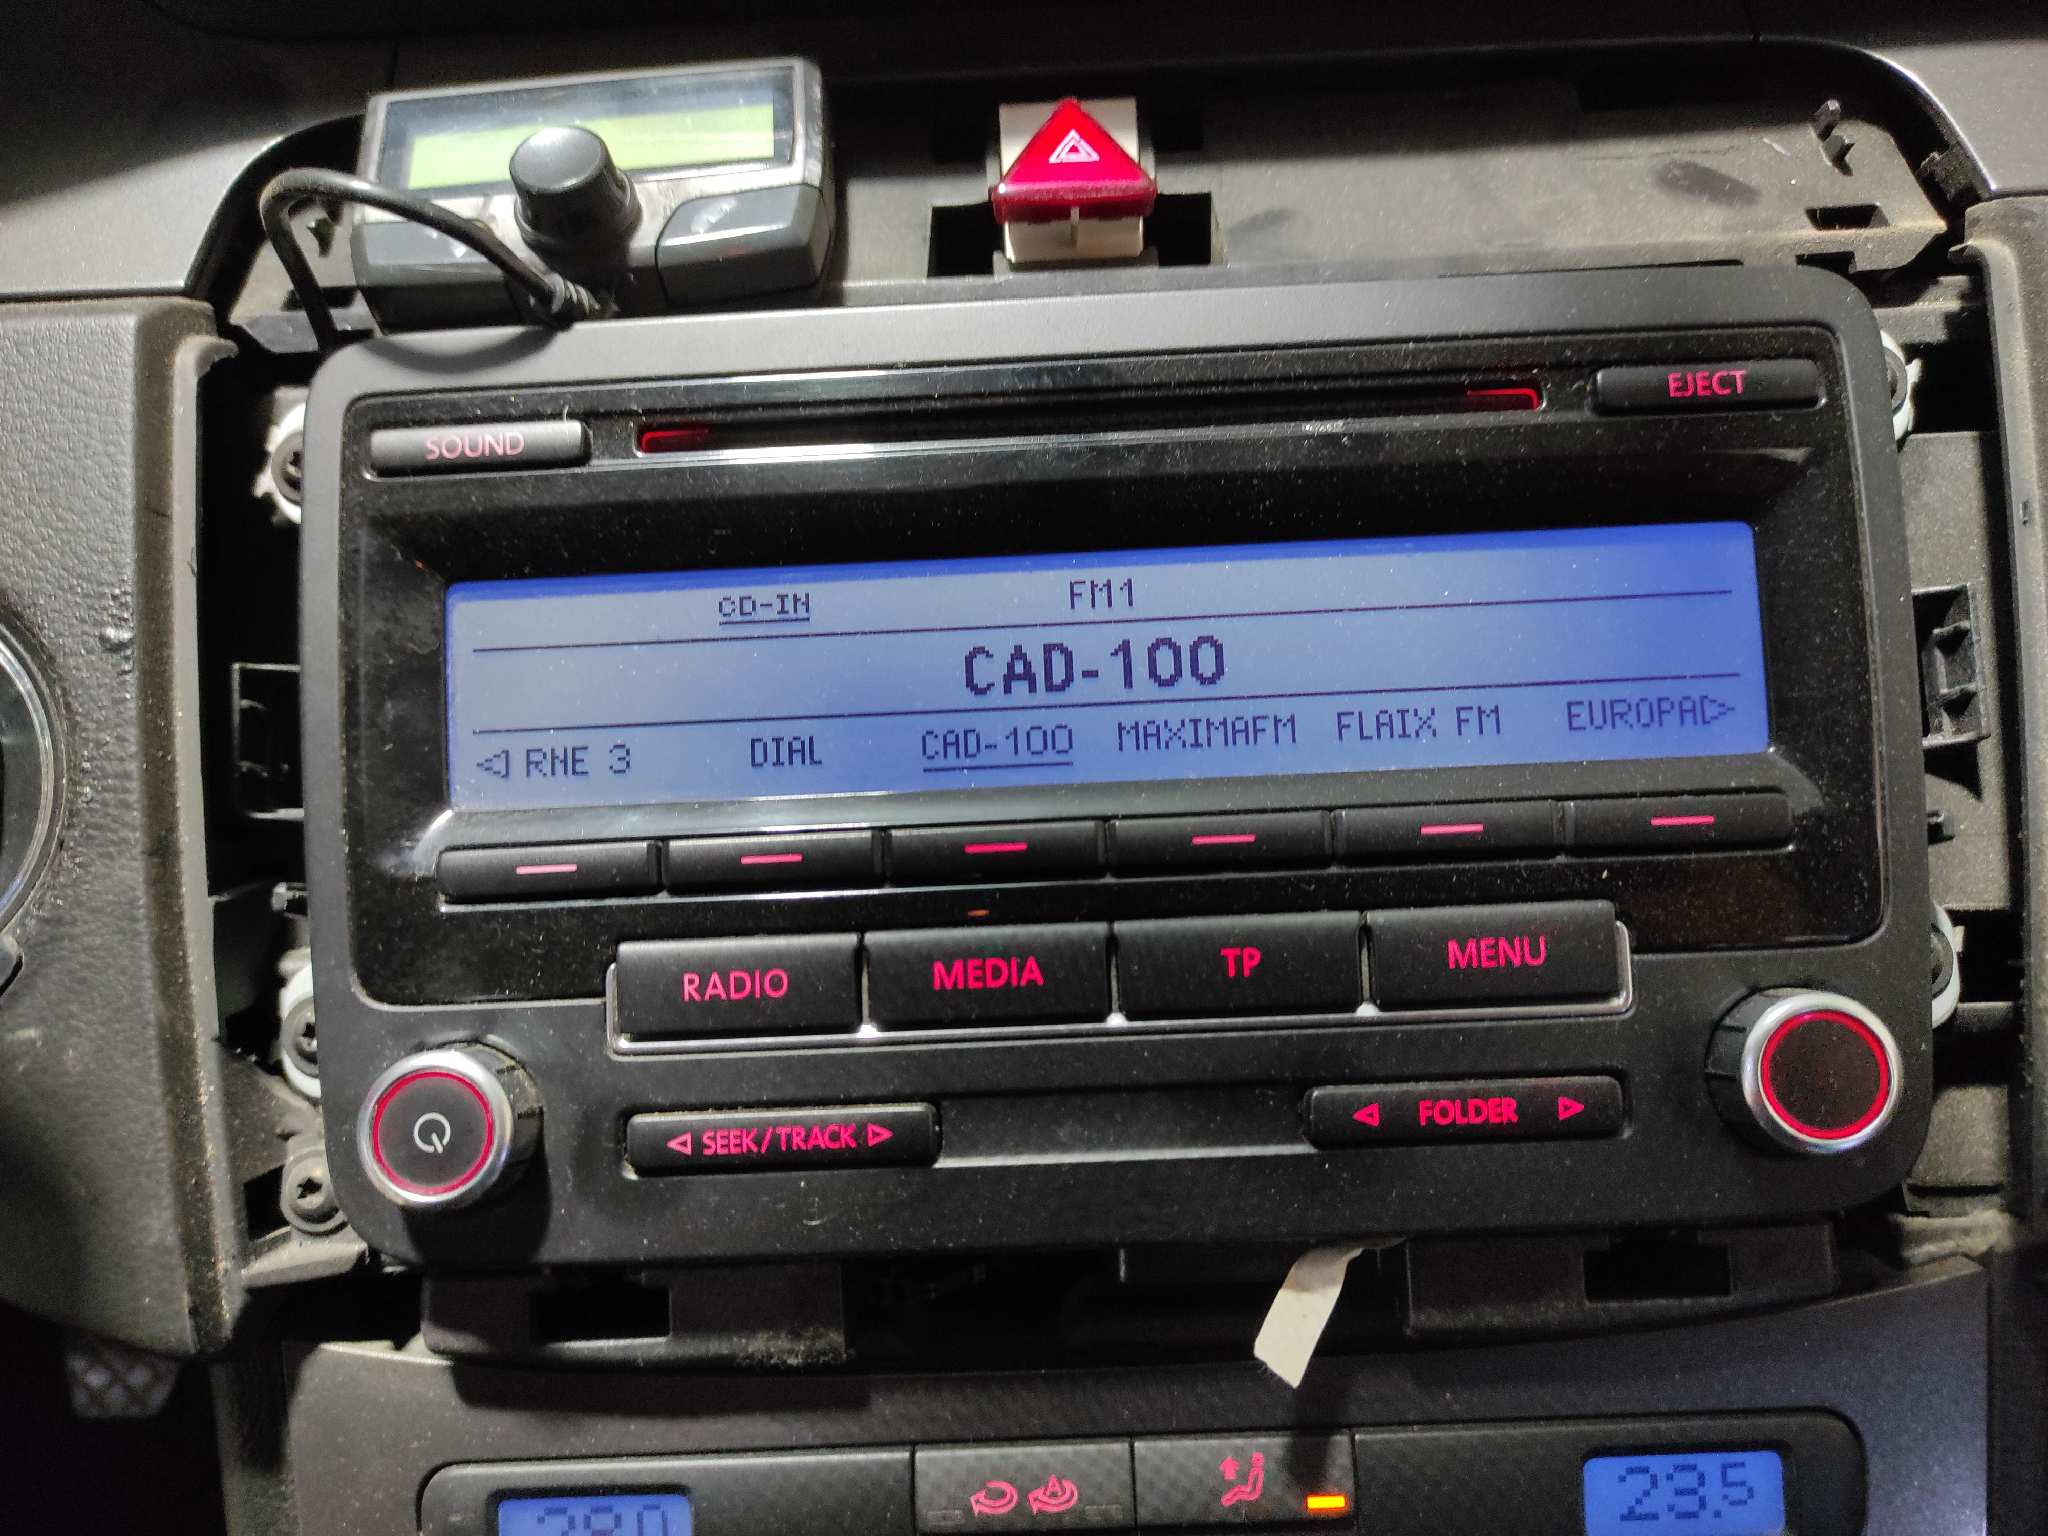 SOUND
EJECT
CD-IN FM1
CAD-100
RNE 3 DIAL CAD-100 MAXIMAFM FLAIX FM EUROPA
RADIO MEDIA TP MENU
SEEK/TRACK FOLDER
A
23.5